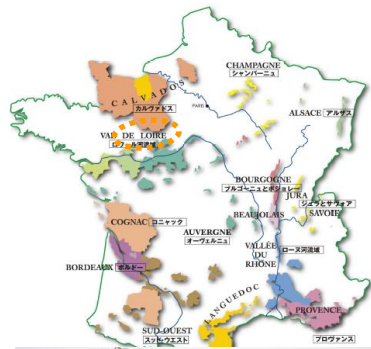 CHAMPAGNE
シャンパーニュ
CALVADOS
カルヴァドス
PARIS
ALSACE アルザス
VAL DE LOIRE
ロワール河流域
BOURGOGNE
ブルゴーニュとボジョレー
JURA
ジュラとサヴォア
BEAUJOLAIS
SAVOIE
COGNAC コニャック
AUVERGNE
オーヴェルニュ
VALLÉE
DU
RHÔNE
ローヌ河流域
BORDEAUX ボルドー
LANGUEDOC
PROVENCE
プロヴァンス
SUD-OUEST
スッド・ウエスト